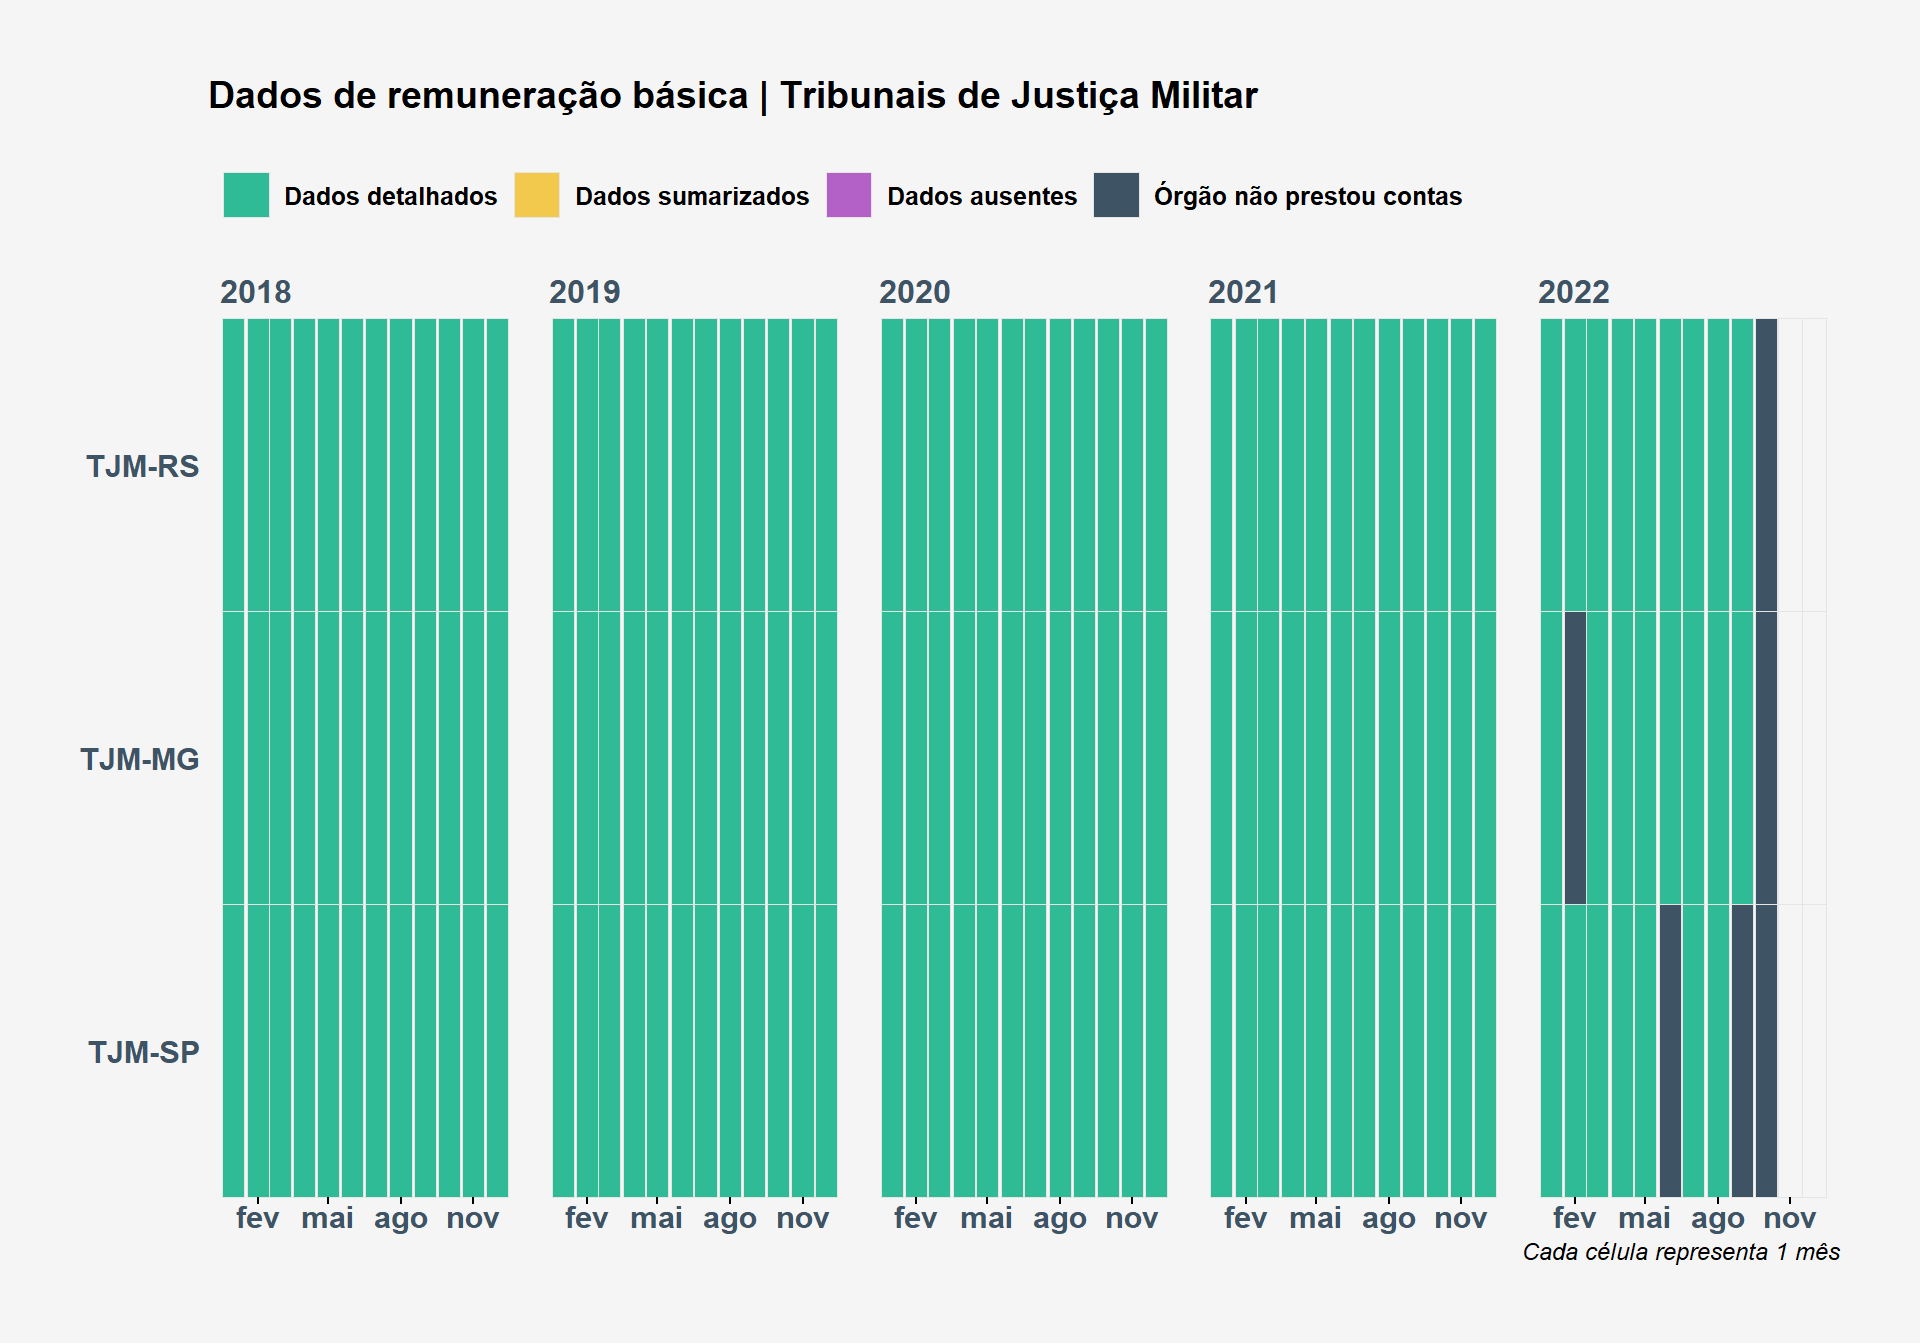 Dados de remuneração básica | Tribunais de Justiça Militar
Dados detalhados Dados sumarizados Dados ausentes Órgão não prestou contas
2018 2019 2020 2021 2022
TJM-RS
TJM-MG
TJM-SP
fev mai ago nov fev mai ago nov fev mai ago nov fev mai ago nov fev mai ago nov
Cada célula representa 1 mês